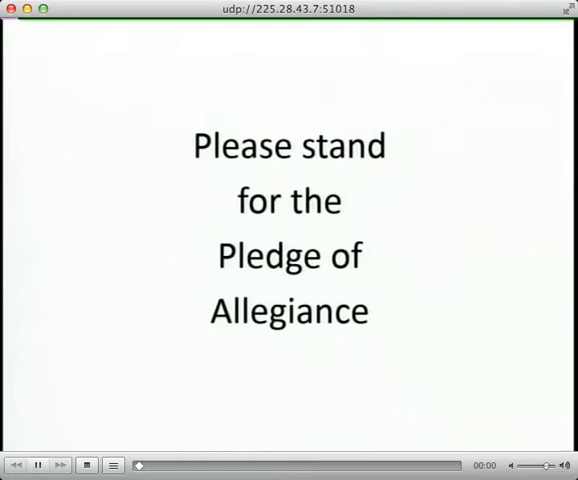 udp://225.28.43.7:51018
Please stand
for the
Pledge of
Allegiance
00:00